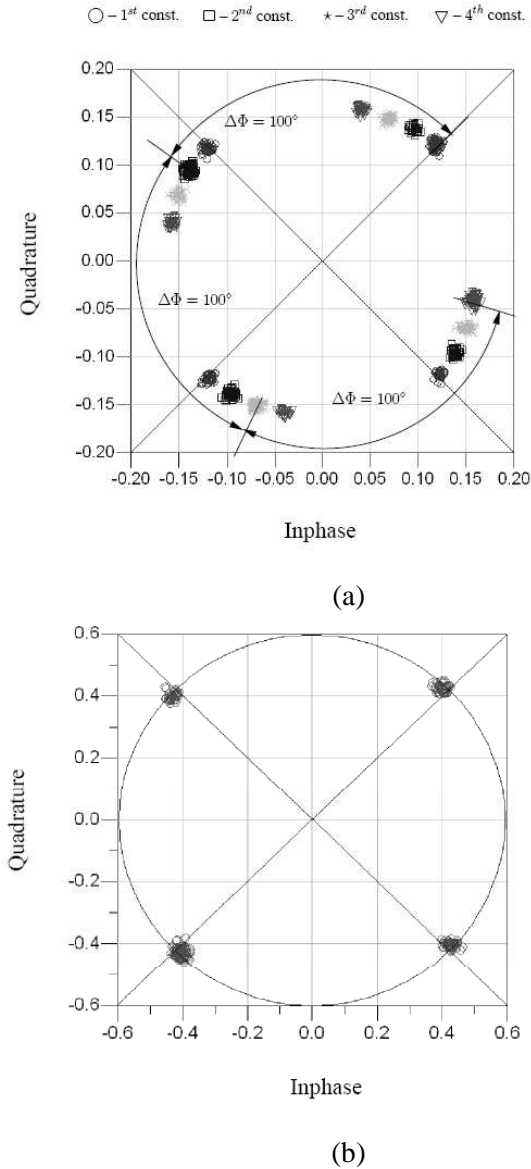 ○ – 1st const. □ – 2nd const. ⋆ – 3rd const. ▽ – 4th const.
0.20
0.15
0.10
0.05
0.00
-0.05
-0.10
-0.15
-0.20
Quadrature
ΔΦ = 100°
ΔΦ = 100°
ΔΦ = 100°
-0.20 -0.15 -0.10 -0.05 0.00 0.05 0.10 0.15 0.20
Inphase
(a)
0.6
0.4
0.2
0.0
-0.2
-0.4
-0.6
Quadrature
-0.6 -0.4 -0.2 0.0 0.2 0.4 0.6
Inphase
(b)